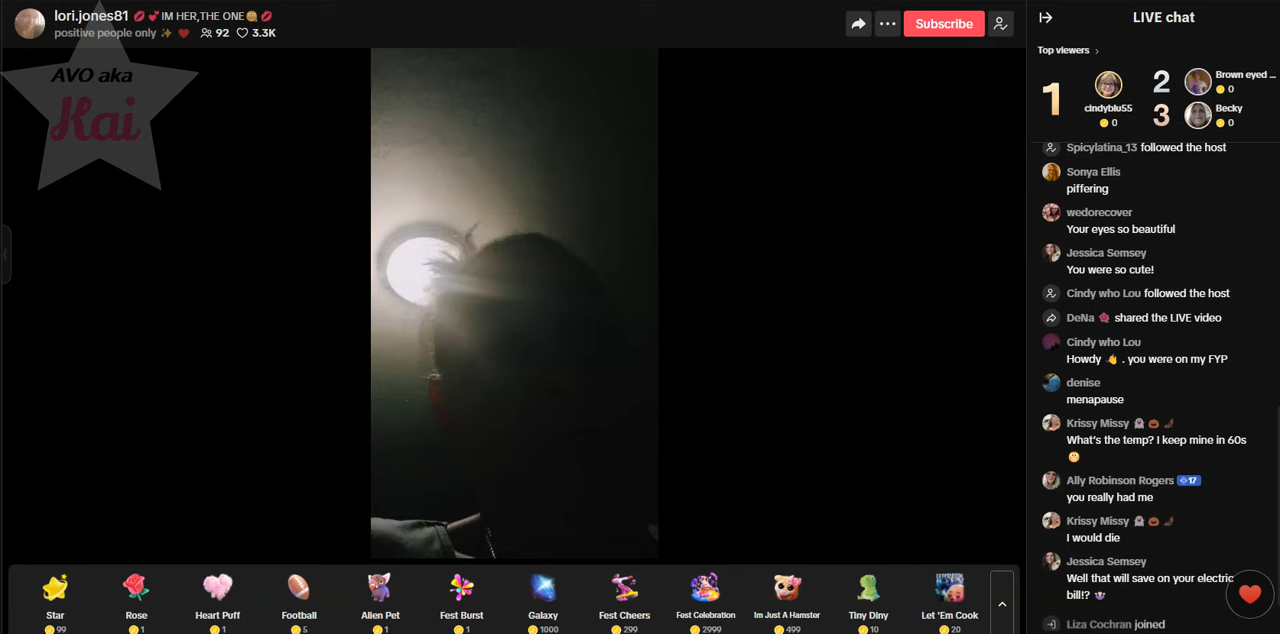 lori.jones81 💋 💕 IM HER,THE ONE 💋
positive people only ✨ ❤️ 92 3.3K
Subscribe
AVO aka
Kai
LIVE chat
Top viewers >
1
cindyblu55
0
2
Brown eyed ...
0
3
Becky
0
Spicylatina_13 followed the host
Sonya Ellis
piffering
wedorecover
Your eyes so beautiful
Jessica Semsey
You were so cute!
Cindy who Lou followed the host
DeNa 🌺 shared the LIVE video
Cindy who Lou
Howdy 👋 . you were on my FYP
denise
menapause
Krissy Missy 👻 🎃
What's the temp? I keep mine in 60s
Ally Robinson Rogers 17
you really had me
Krissy Missy 👻 🎃
I would die
Jessica Semsey
Well that will save on your electric
bill!?
Liza Cochran joined
Star
99
Rose
1
Heart Puff
1
Football
5
Alien Pet
1
Fest Burst
1
Galaxy
1000
Fest Cheers
299
Fest Celebration
2999
Im Just A Hamster
499
Tiny Diny
10
Let 'Em Cook
20